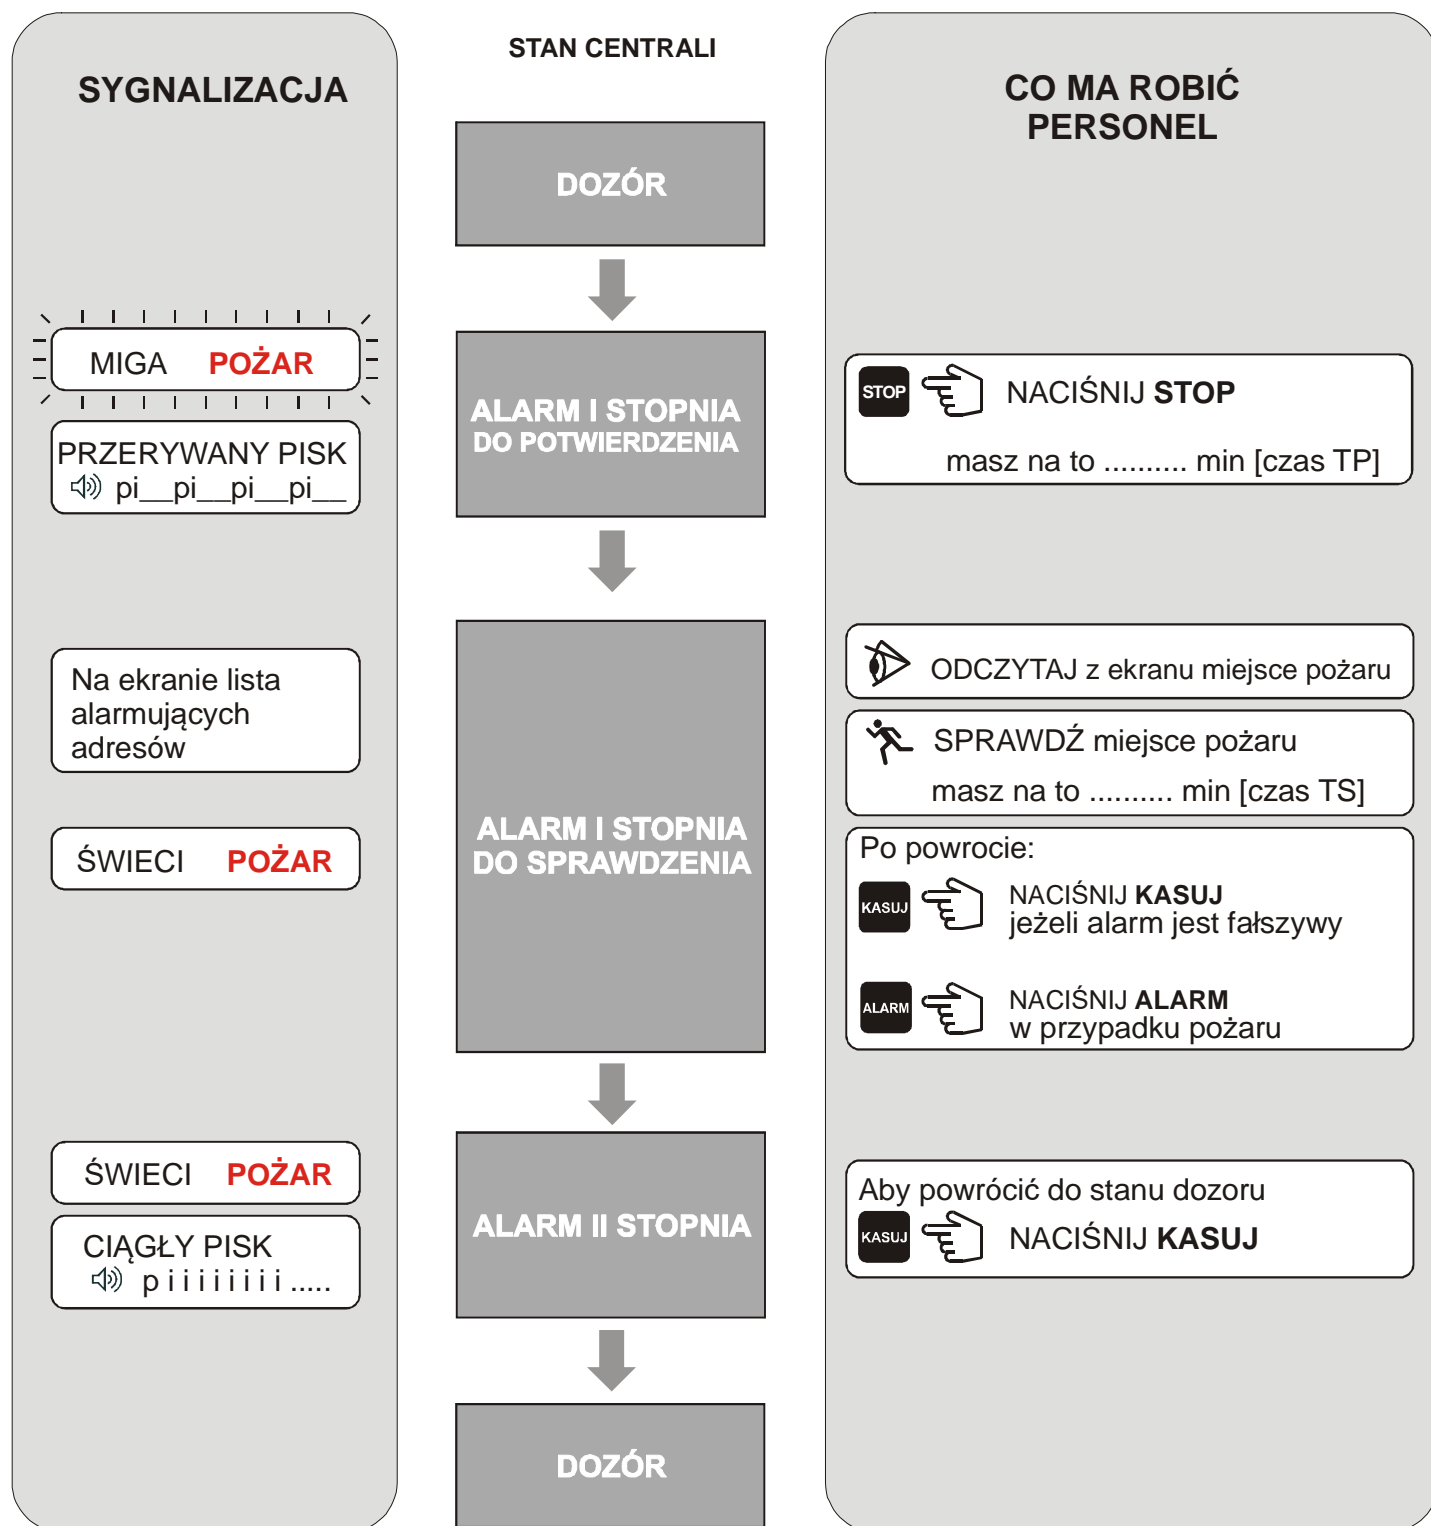 STAN CENTRALI
SYGNALIZACJA
CO MA ROBIĆ
PERSONEL
DOZÓR
MIGA POŻAR
PRZERYWANY PISK
pi__pi__pi__pi__
ALARM I STOPNIA
DO POTWIERDZENIA
STOP NACIŚNIJ STOP
masz na to .......... min [czas TP]
Na ekranie lista
alarmujących
adresów
ŚWIECI POŻAR
ALARM I STOPNIA
DO SPRAWDZENIA
ODCZYTAJ z ekranu miejsce pożaru
SPRAWDŹ miejsce pożaru
masz na to .......... min [czas TS]
Po powrocie:
KASUJ NACIŚNIJ KASUJ
jeżeli alarm jest fałszywy
ALARM NACIŚNIJ ALARM
w przypadku pożaru
ŚWIECI POŻAR
CIĄGŁY PISK
p i i i i i i i i .....
ALARM II STOPNIA
Aby powrócić do stanu dozoru
KASUJ NACIŚNIJ KASUJ
DOZÓR